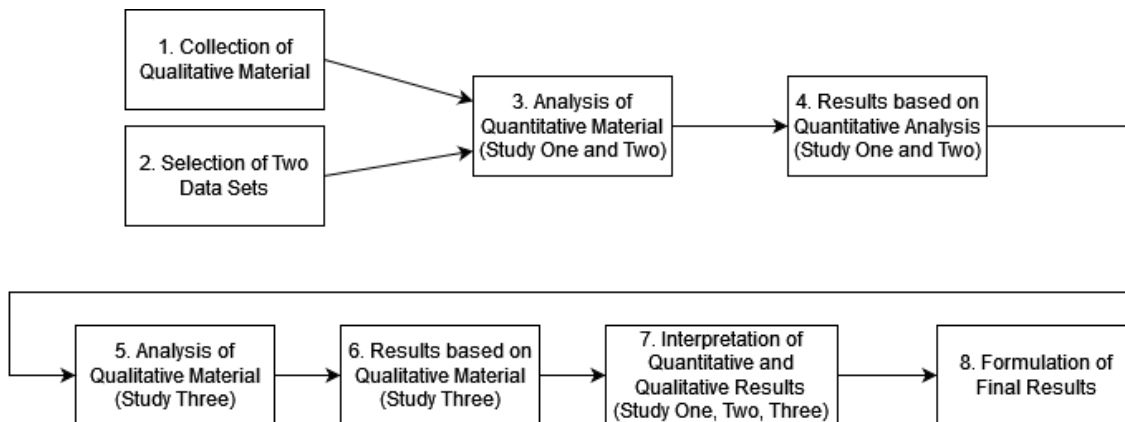 1. Collection of
Qualitative Material
2. Selection of Two
Data Sets
3. Analysis of
Quantitative Material
(Study One and Two)
4. Results based on
Quantitative Analysis
(Study One and Two)
5. Analysis of
Qualitative Material
(Study Three)
6. Results based on
Qualitative Material
(Study Three)
7. Interpretation of
Quantitative and
Qualitative Results
(Study One, Two, Three)
8. Formulation of
Final Results